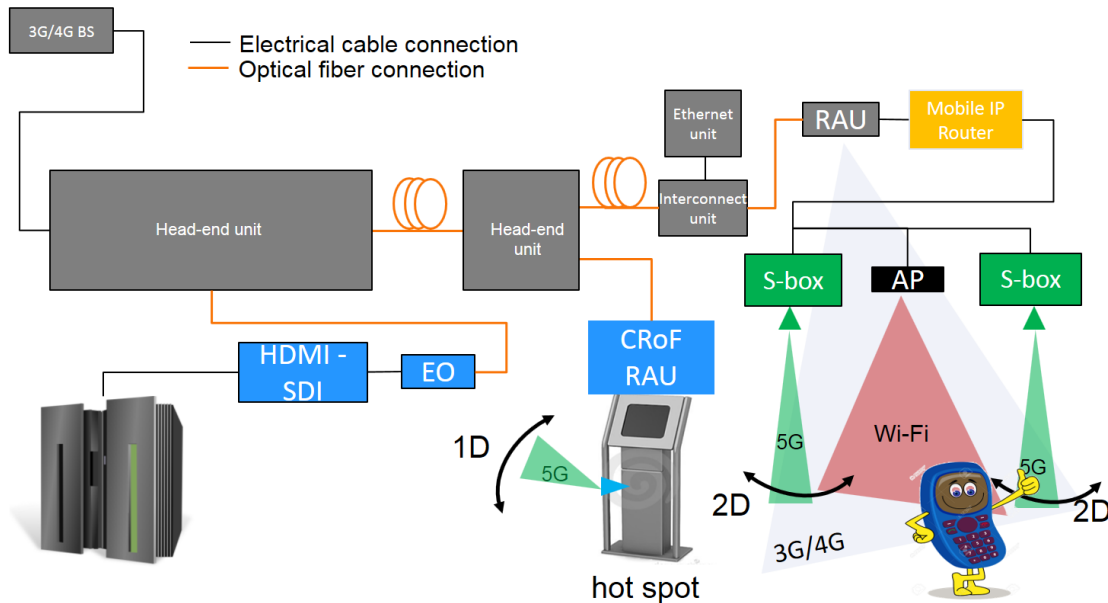 3G/4G BS
Electrical cable connection
Optical fiber connection
Ethernet
unit
RAU
Mobile IP
Router
Head-end unit
Head-end
unit
Interconnect
unit
S-box
AP
S-box
HDMI -
SDI
EO
CRoF
RAU
1D
5G
5G
Wi-Fi
5G
2D
2D
3G/4G
hot spot